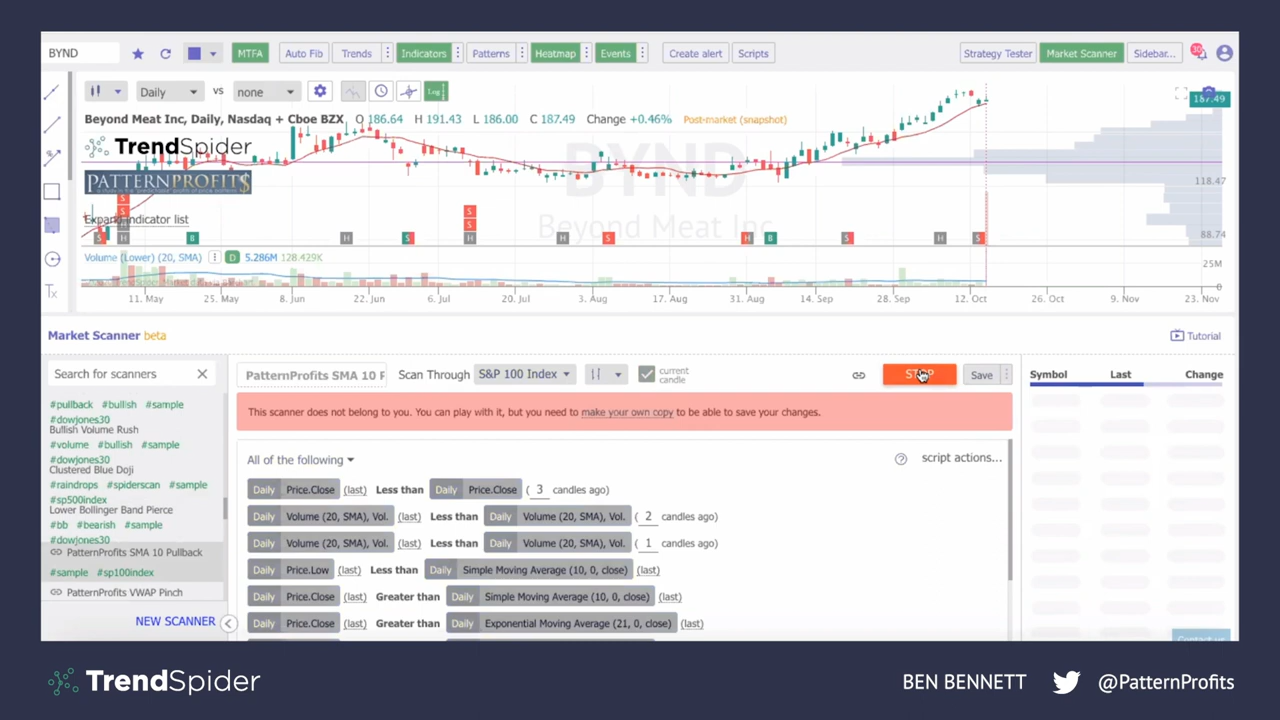 BYND MTFA Auto Fib Trends Indicators Patterns Heatmap Events Create alert Scripts Strategy Tester Market Scanner Sidebar... 30
Daily vs none Log
Beyond Meat Inc, Daily, Nasdaq + Cboe BZX O 186.64 H 191.43 L 186.00 C 187.49 Change +0.46% Post-market (snapshot)
187.49
TrendSpider
PATTERNPROFIT$
BYND
Beyond Meat Inc
118.47
88.74
Expand indicator list
S H B H S S S H H S H B S H S
Volume (Lower) (20, SMA) D 5.286M 128.429K
25M
0
11. May 25. May 8. Jun 22. Jun 6. Jul 20. Jul 3. Aug 17. Aug 31. Aug 14. Sep 28. Sep 12. Oct 26. Oct 9. Nov 23. Nov
Market Scanner beta
Tutorial
Search for scanners
#pullback #bullish #sample
#dowjones30
Bullish Volume Rush
#volume #bullish #sample
#dowjones30
Clustered Blue Doji
#raindrops #spiderscan #sample
#sp500index
Lower Bollinger Band Pierce
#bb #bearish #sample
#dowjones30
PatternProfits SMA 10 Pullback
#sample #sp100index
PatternProfits VWAP Pinch
NEW SCANNER
PatternProfits SMA 10 P Scan Through S&P 100 Index current candle STOP Save
This scanner does not belong to you. You can play with it, but you need to make your own copy to be able to save your changes.
All of the following script actions...
Daily Price.Close (last) Less than Daily Price.Close ( 3 candles ago)
Daily Volume (20, SMA), Vol. (last) Less than Daily Volume (20, SMA), Vol. ( 2 candles ago)
Daily Volume (20, SMA), Vol. (last) Less than Daily Volume (20, SMA), Vol. ( 1 candles ago)
Daily Price.Low (last) Less than Daily Simple Moving Average (10, 0, close) (last)
Daily Price.Close (last) Greater than Daily Simple Moving Average (10, 0, close) (last)
Daily Price.Close (last) Greater than Daily Exponential Moving Average (21, 0, close) (last)
Symbol Last Change
Contact us
TrendSpider
BEN BENNETT @PatternProfits